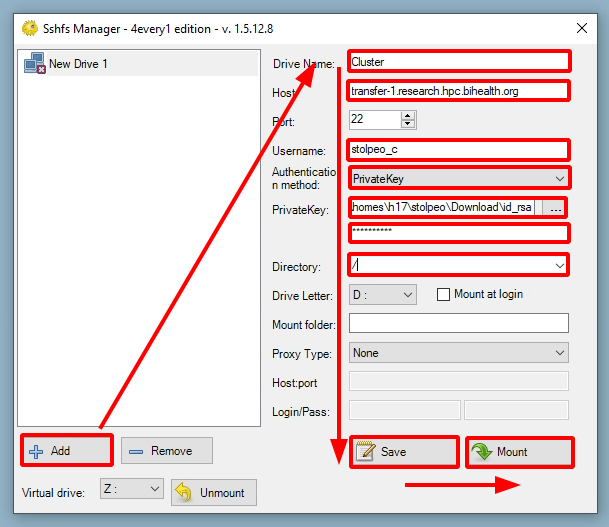 Sshfs Manager - 4every1 edition - v. 1.5.12.8
New Drive 1
Drive Name: Cluster
Host: transfer-1.research.hpc.bihealth.org
Port: 22
Username: stolpeo_c
Authenticatio
n method: PrivateKey
PrivateKey: homes\h17\stolpeo\Download\id_rsa ...
**********
Directory: /
Drive Letter: D : Mount at login
Mount folder:
Proxy Type: None
Host:port
Login/Pass:
Add Remove Save Mount
Virtual drive: Z : Unmount